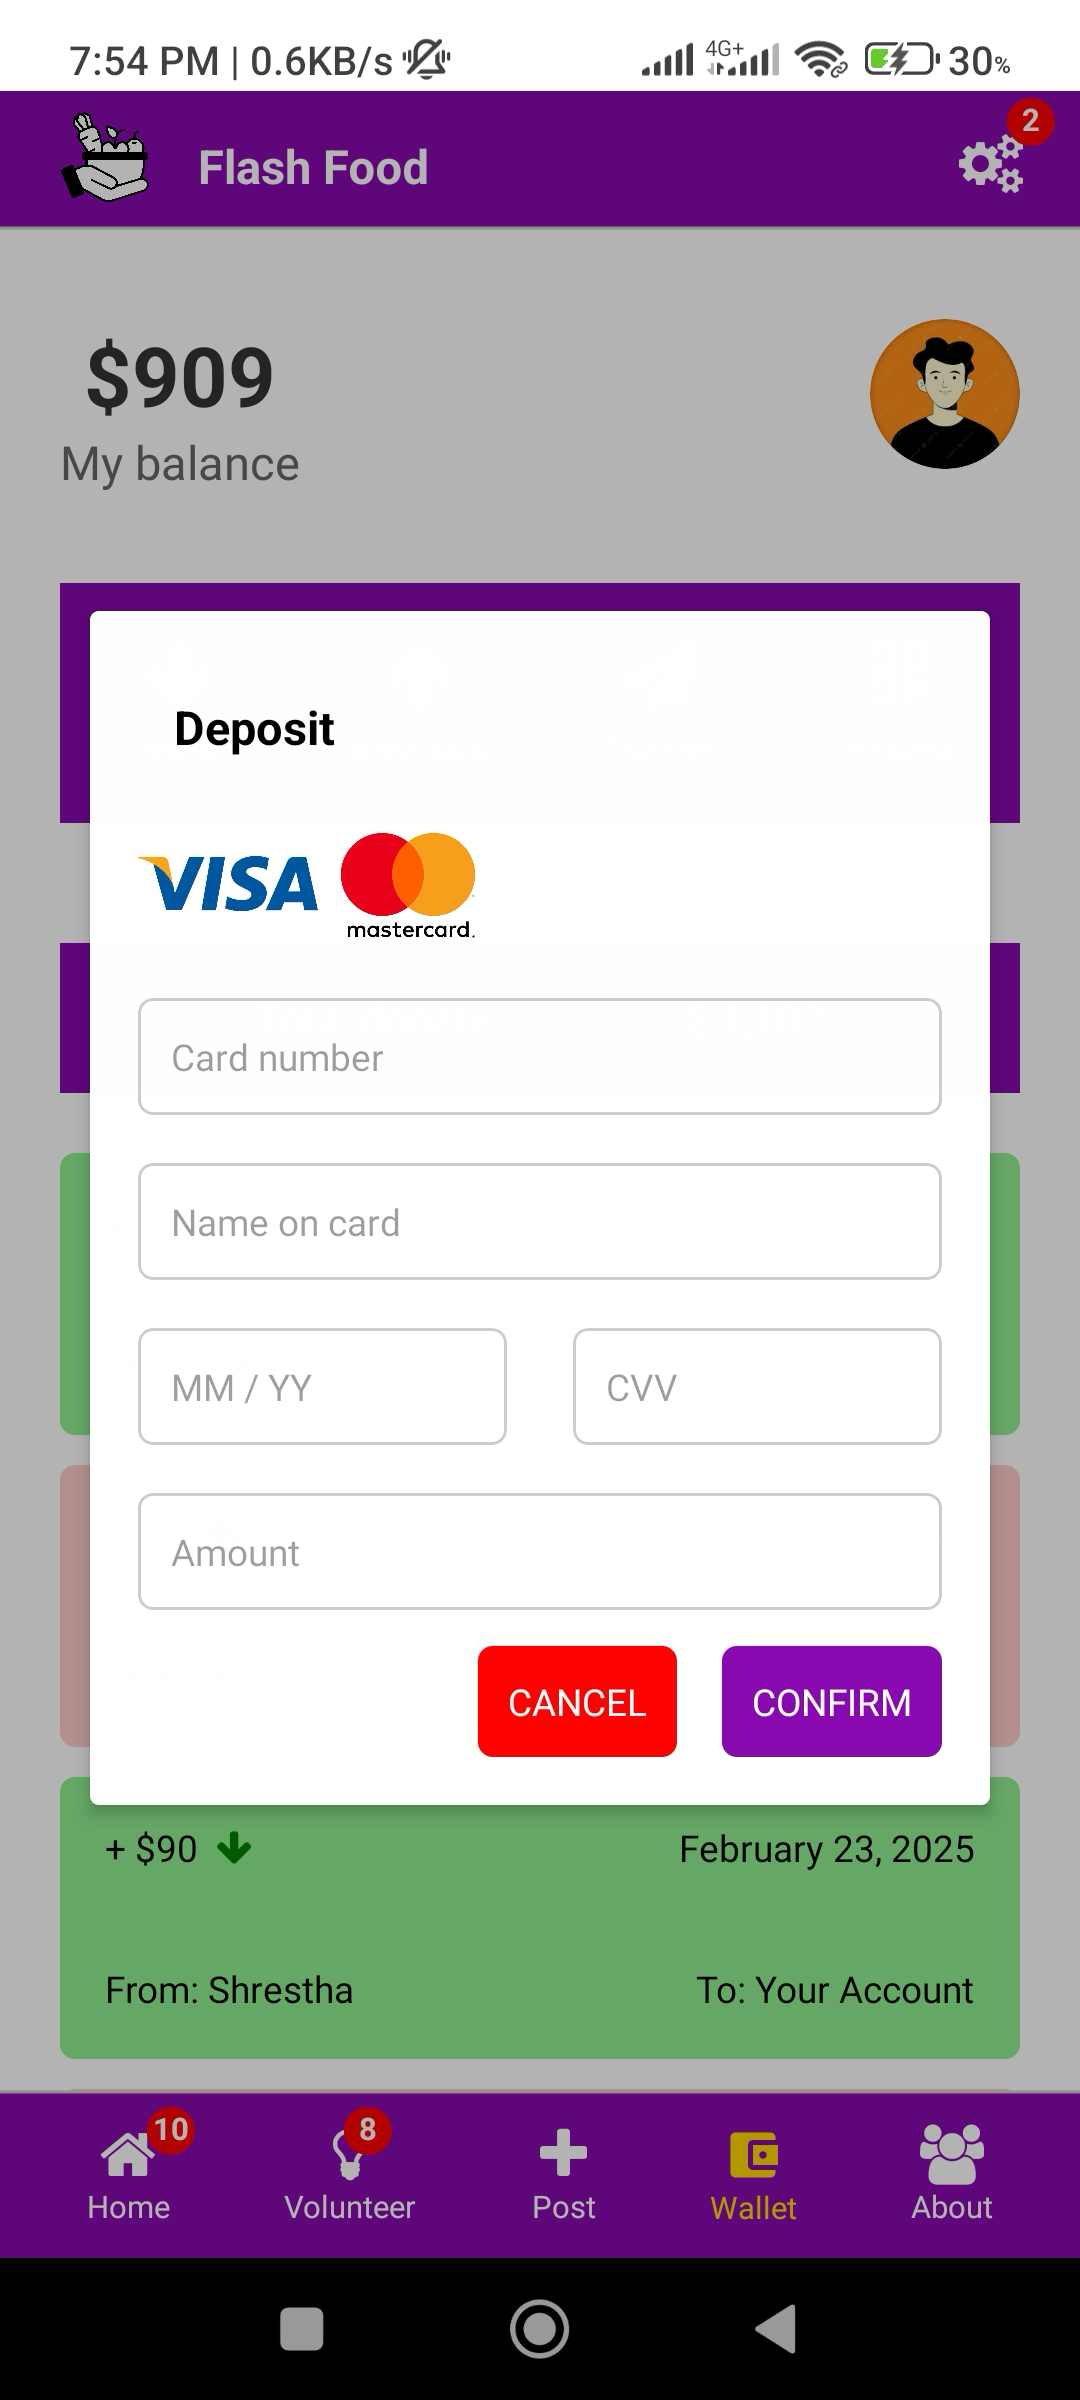 7:54 PM | 0.6KB/s 4G+ 30%
2
Flash Food
$909
My balance
Deposit
VISA mastercard.
Card number
Name on card
MM / YY CVV
Amount
CANCEL CONFIRM
+ $90 February 23, 2025
From: Shrestha To: Your Account
10 8
Home Volunteer Post Wallet About